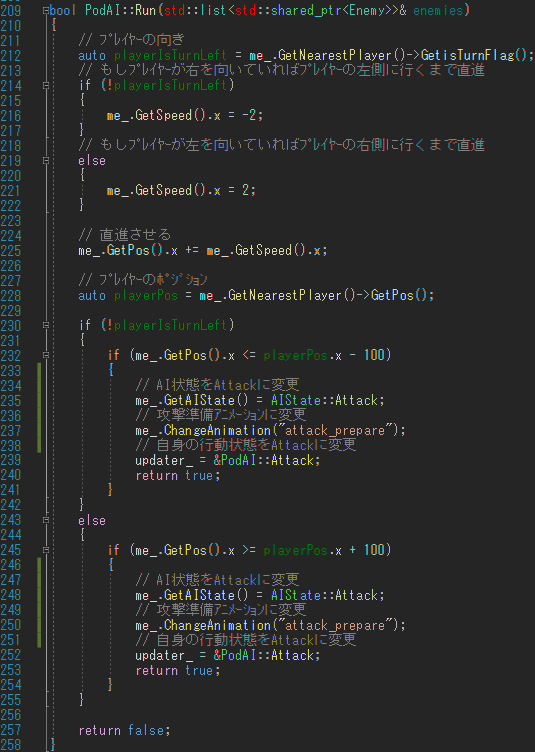 209 bool PodAI::Run(std::list<std::shared_ptr<Enemy>>& enemies)
210 {
211 // ﾌﾟﾚｲﾔｰの向き
212 auto playerIsTurnLeft = me_.GetNearestPlayer()->GetisTurnFlag();
213 // もしﾌﾟﾚｲﾔｰが右を向いていればﾌﾟﾚｲﾔｰの左側に行くまで直進
214 if (!playerIsTurnLeft)
215 {
216 me_.GetSpeed().x = -2;
217 }
218 // もしﾌﾟﾚｲﾔｰが左を向いていればﾌﾟﾚｲﾔｰの右側に行くまで直進
219 else
220 {
221 me_.GetSpeed().x = 2;
222 }
223
224 // 直進させる
225 me_.GetPos().x += me_.GetSpeed().x;
226
227 // ﾌﾟﾚｲﾔｰのﾎﾟｼﾞｼｮﾝ
228 auto playerPos = me_.GetNearestPlayer()->GetPos();
229
230 if (!playerIsTurnLeft)
231 {
232 if (me_.GetPos().x <= playerPos.x - 100)
233 {
234 // AI状態をAttackに変更
235 me_.GetAIState() = AIState::Attack;
236 // 攻撃準備ｱﾆﾒｰｼｮﾝに変更
237 me_.ChangeAnimation("attack_prepare");
238 // 自身の行動状態をAttackに変更
239 updater_ = &PodAI::Attack;
240 return true;
241 }
242 }
243 else
244 {
245 if (me_.GetPos().x >= playerPos.x + 100)
246 {
247 // AI状態をAttackに変更
248 me_.GetAIState() = AIState::Attack;
249 // 攻撃準備ｱﾆﾒｰｼｮﾝに変更
250 me_.ChangeAnimation("attack_prepare");
251 // 自身の行動状態をAttackに変更
252 updater_ = &PodAI::Attack;
253 return true;
254 }
255 }
256
257 return false;
258 }